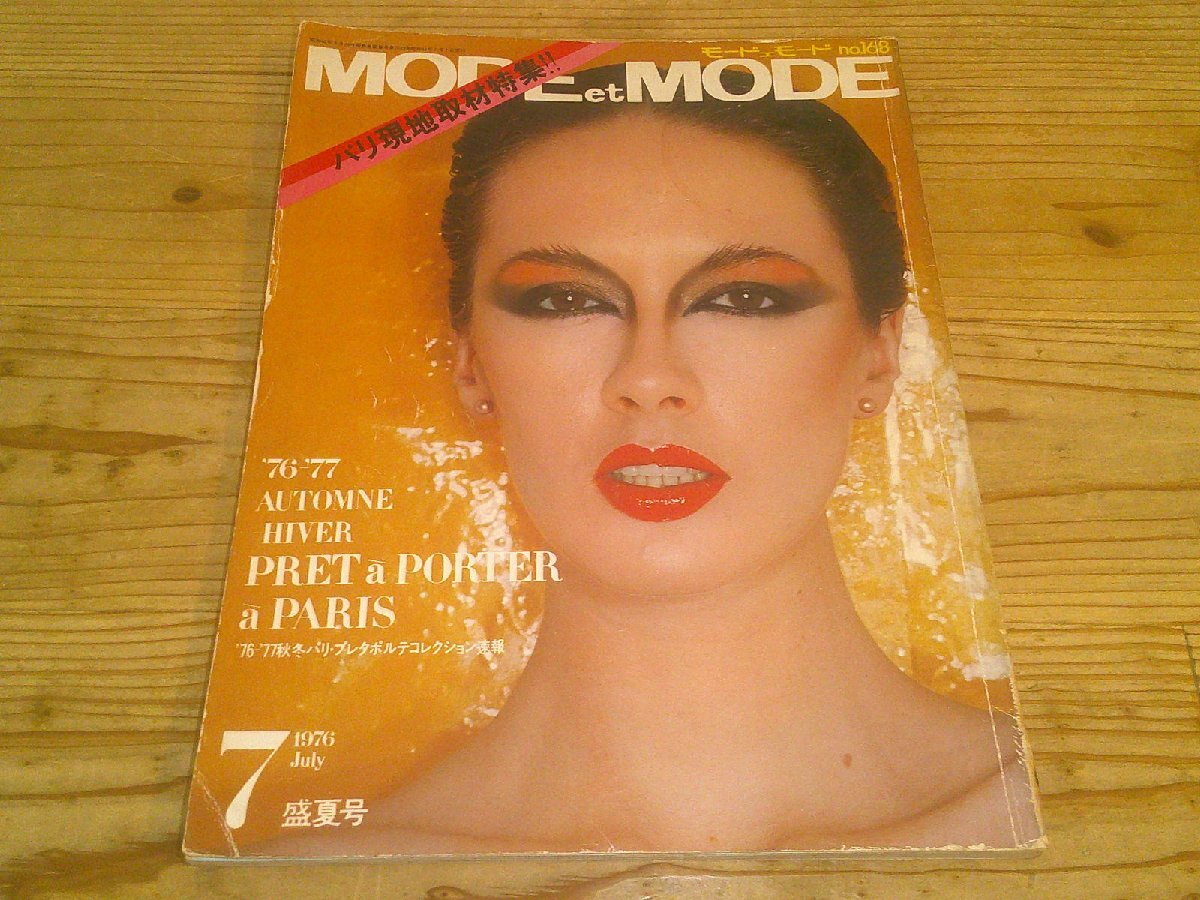 モード・エ・モード no.168
MODE et MODE
パリ現地取材特集!!
'76-'77
AUTOMNE
HIVER
PRET à PORTER
à PARIS
'76-'77秋冬パリ・プレタポルテコレクション速報
7
1976
July
盛夏号